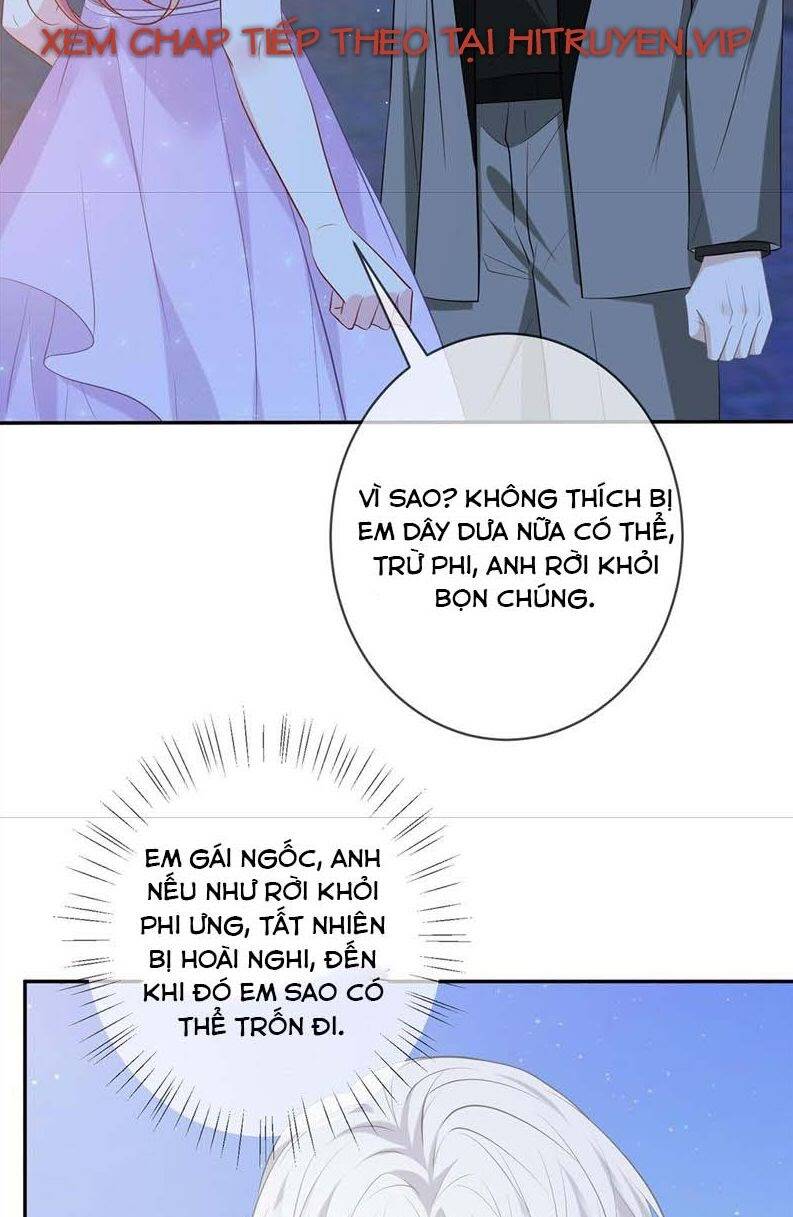 XEM CHAP TIẾP THEO TẠI HITRUYEN.VIP
VÌ SAO? KHÔNG THÍCH BỊ
EM DÂY DƯA NỮA CÓ THỂ,
TRỪ PHI, ANH RỜI KHỎI
BỌN CHÚNG.
EM GÁI NGỐC, ANH
NẾU NHƯ RỜI KHỎI
PHI ƯNG, TẤT NHIÊN
BỊ HOÀI NGHI, ĐẾN
KHI ĐÓ EM SAO CÓ
THỂ TRỐN ĐI.